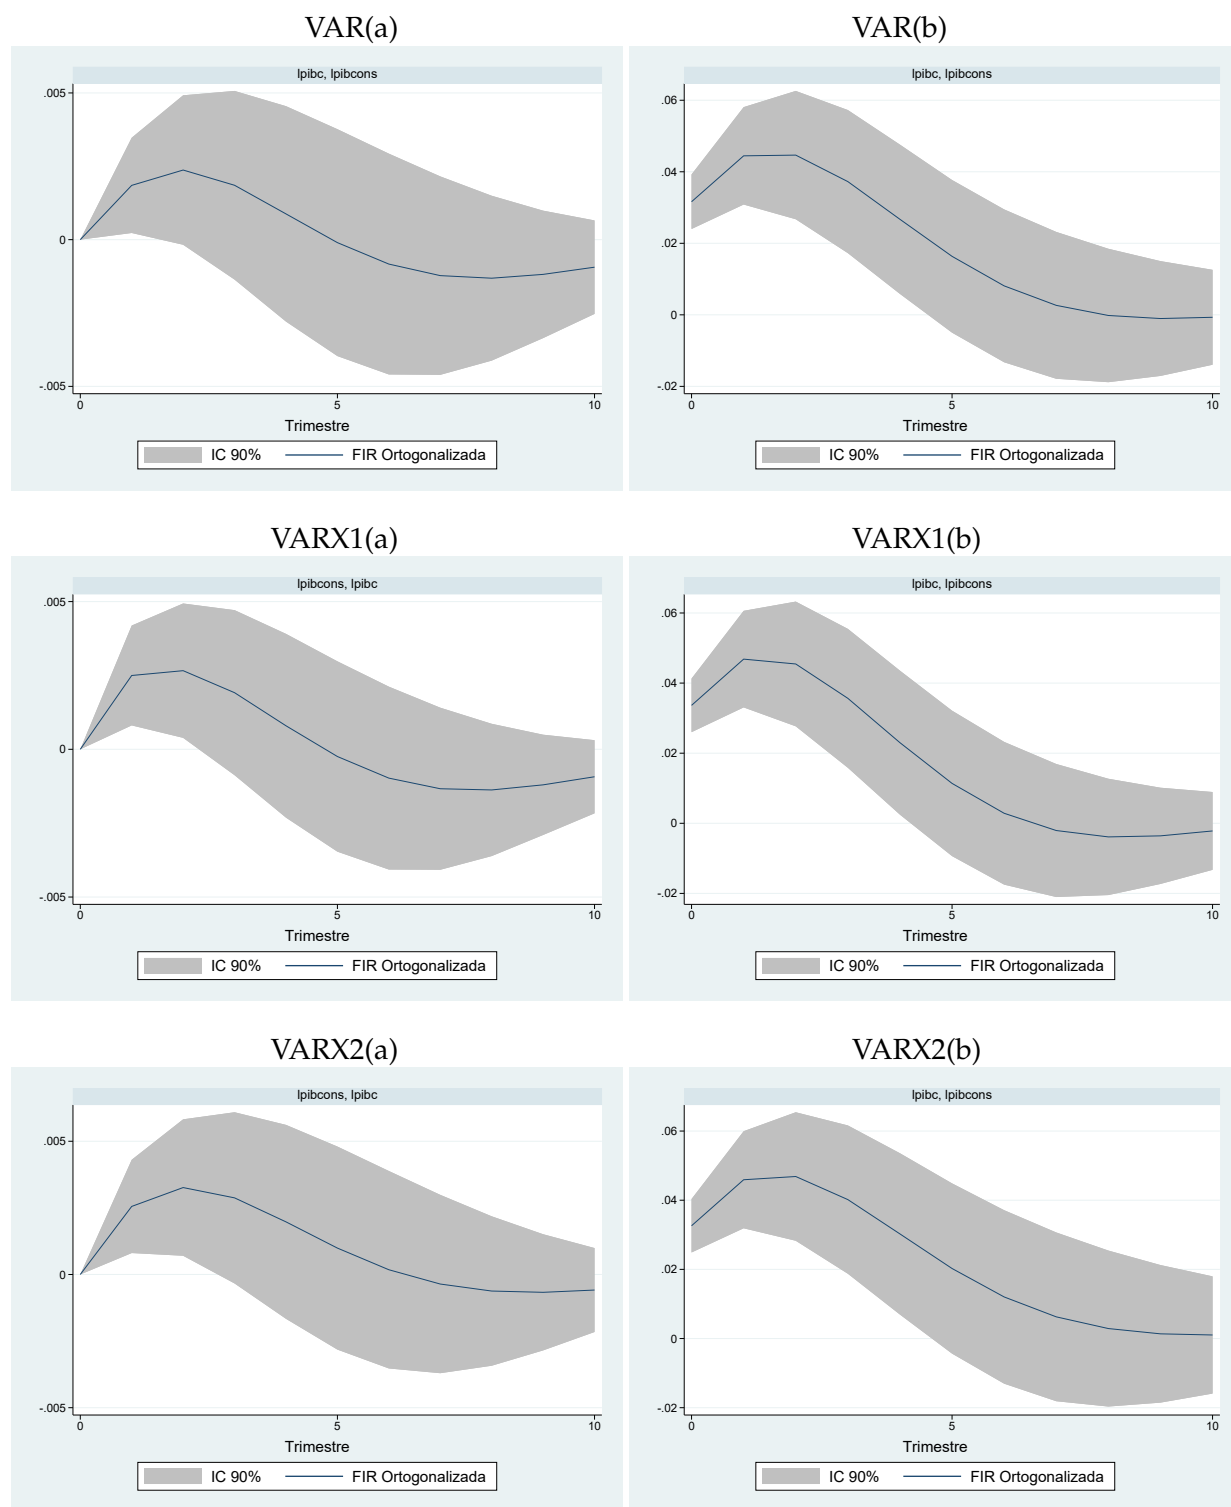 VAR(a)
VAR(b)
lpibc, lpibcons
.005
0
-.005
0
5
10
Trimestre
IC 90%
FIR Ortogonalizada
lpibc, lpibcons
.06
.04
.02
0
-.02
0
5
10
Trimestre
IC 90%
FIR Ortogonalizada
VARX1(a)
VARX1(b)
lpibcons, lpibc
.005
0
-.005
0
5
10
Trimestre
IC 90%
FIR Ortogonalizada
lpibc, lpibcons
.06
.04
.02
0
-.02
0
5
10
Trimestre
IC 90%
FIR Ortogonalizada
VARX2(a)
VARX2(b)
lpibcons, lpibc
.005
0
-.005
0
5
10
Trimestre
IC 90%
FIR Ortogonalizada
lpibc, lpibcons
.06
.04
.02
0
-.02
0
5
10
Trimestre
IC 90%
FIR Ortogonalizada